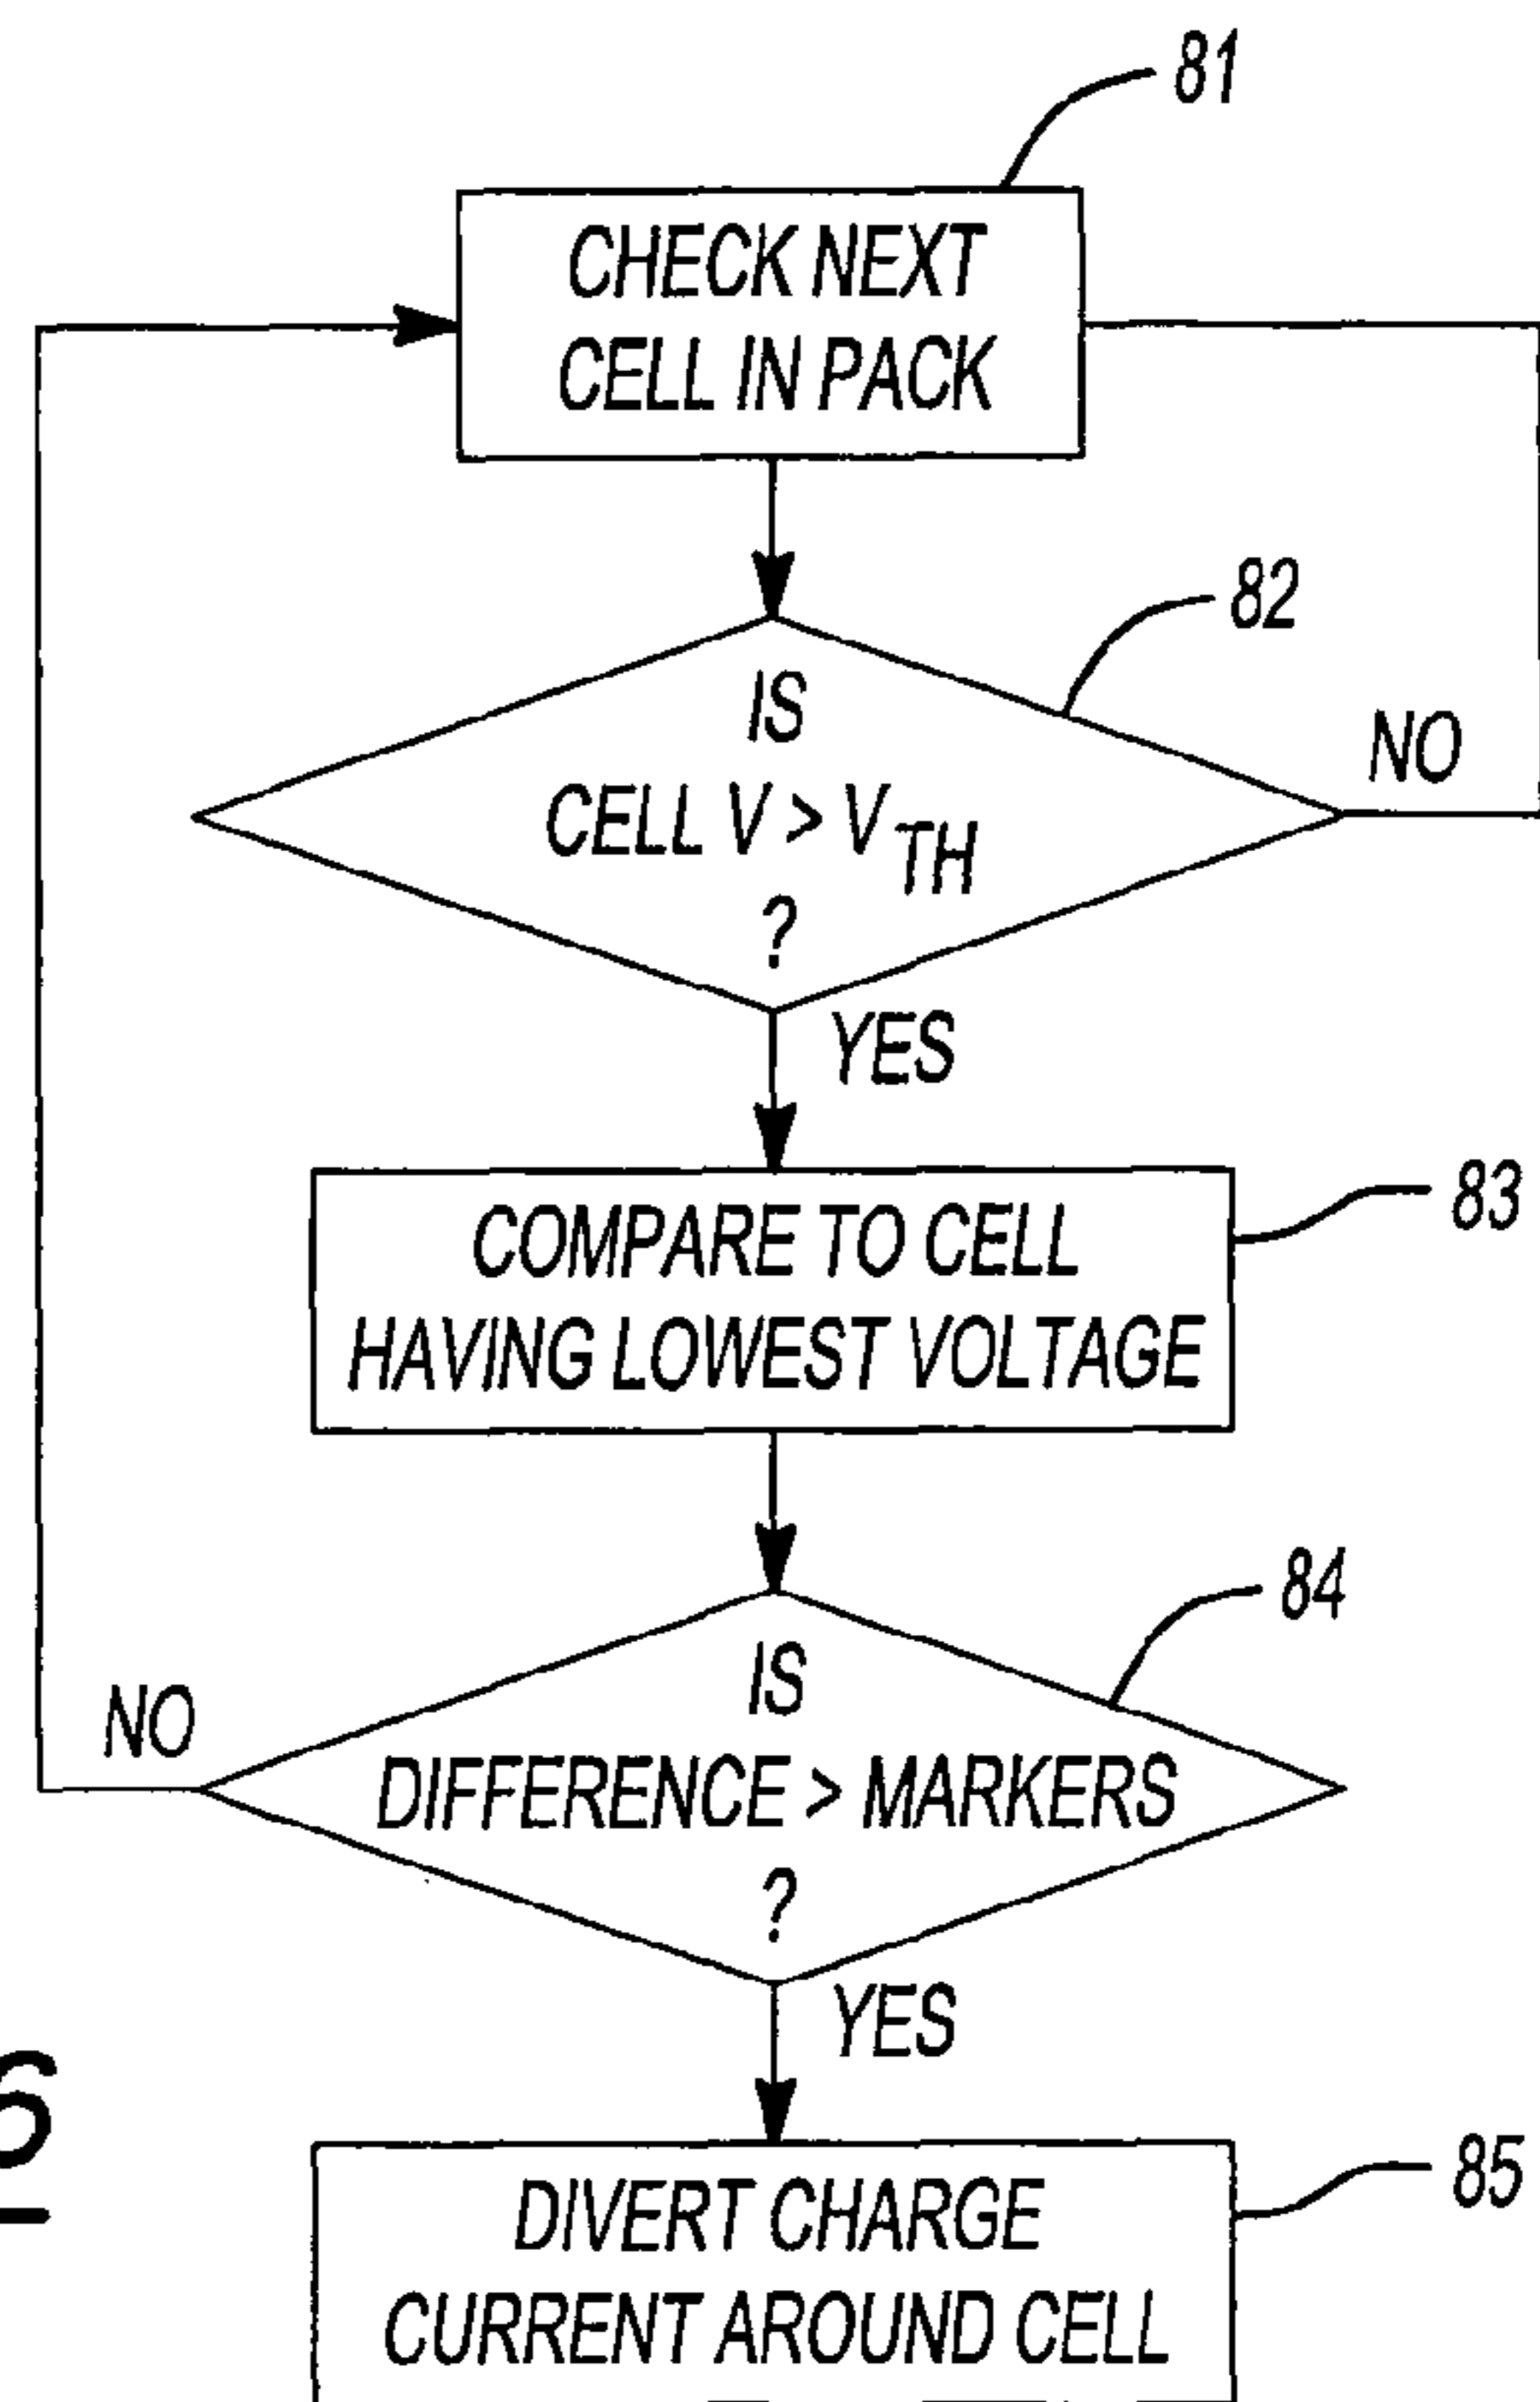 81
CHECK NEXT
CELL IN PACK
82
IS
CELL V > V TH
?
NO
YES
83
COMPARE TO CELL
HAVING LOWEST VOLTAGE
84
IS
DIFFERENCE > MARKERS
?
NO
YES
6
85
DIVERT CHARGE
CURRENT AROUND CELL